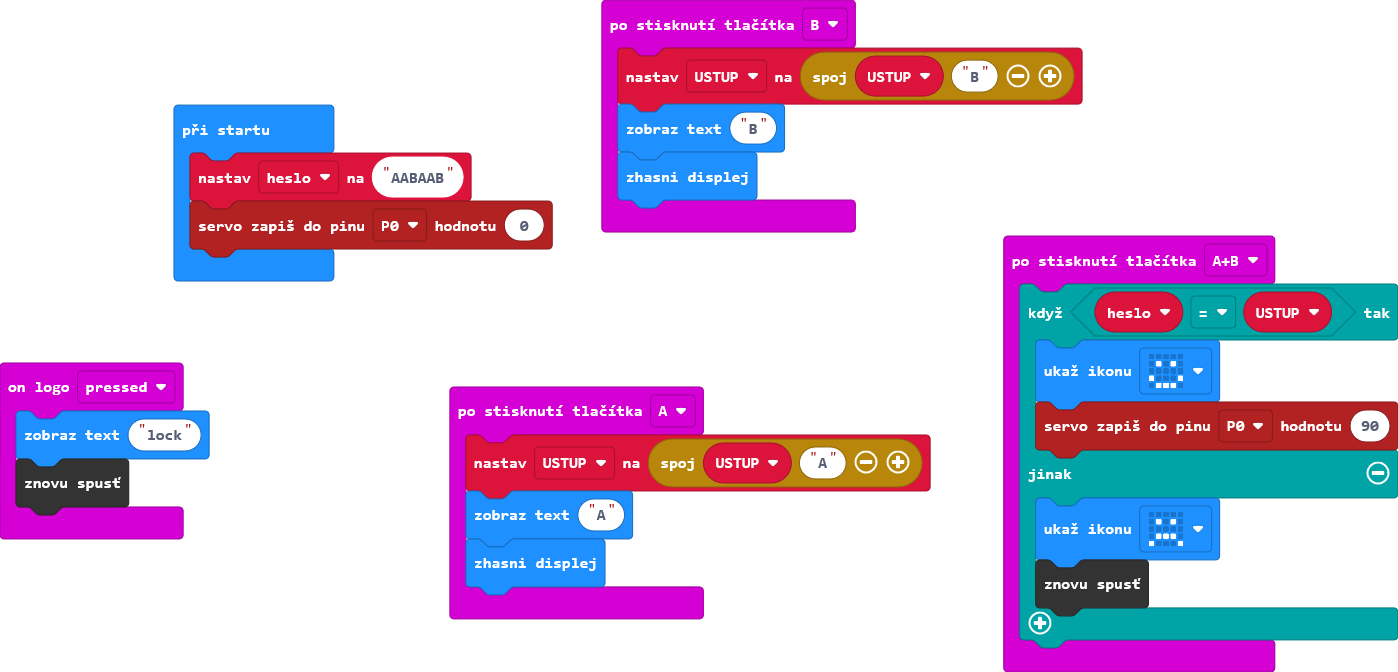 po stisknutí tlačítka B
nastav USTUP na spoj USTUP "B"
zobraz text "B"
zhasni displej
při startu
nastav heslo na "AABAAB"
servo zapiš do pinu P0 hodnotu 0
po stisknutí tlačítka A+B
když heslo = USTUP tak
ukaž ikonu
servo zapiš do pinu P0 hodnotu 90
jinak
ukaž ikonu
znovu spusť
on logo pressed
zobraz text "lock"
znovu spusť
po stisknutí tlačítka A
nastav USTUP na spoj USTUP "A"
zobraz text "A"
zhasni displej